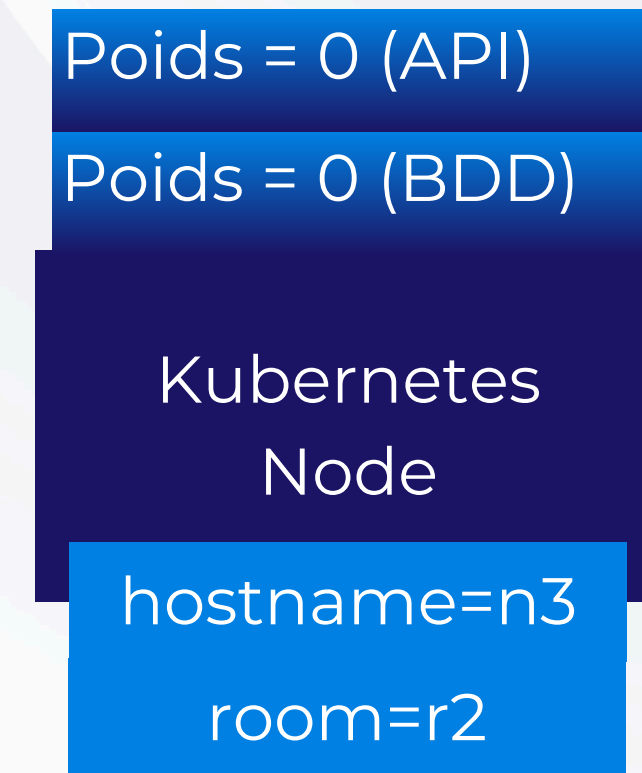 Poids = 0 (API)
Poids = 0 (BDD)
Kubernetes
Node
hostname=n3
room=r2